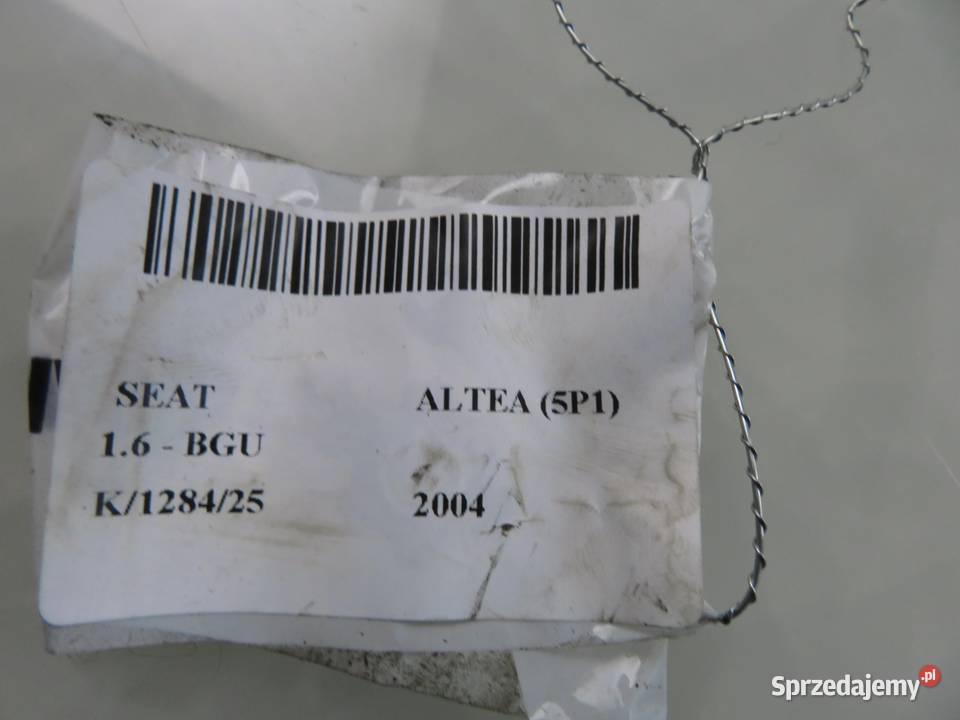 SEAT ALTEA (5P1)
1.6 - BGU
K/1284/25 2004
Sprzedajemy.pl